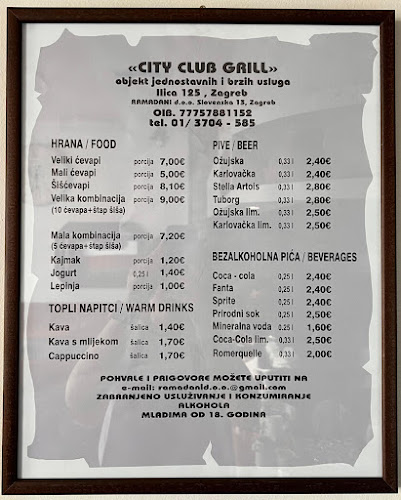 «CITY CLUB GRILL»
objekt jednostavnih i brzih usluga
Ilica 125 , Zagreb
RAMADANI d.o.o. Slovenska 13, Zagreb
OIB. 77757881152
tel. 01/ 3704 - 585
HRANA / FOOD
Veliki ćevapi porcija 7,00€
Mali ćevapi porcija 5,00€
Šišćevapi porcija 8,10€
Velika kombinacija porcija 9,00€
(10 ćevapa+štap šiša)
Mala kombinacija porcija 7,20€
(5 ćevapa+štap šiša)
Kajmak porcija 1,20€
Jogurt 0,25 l 1,40€
Lepinja porcija 1,00€
TOPLI NAPITCI / WARM DRINKS
Kava šalica 1,40€
Kava s mlijekom šalica 1,70€
Cappuccino šalica 1,70€
PIVE / BEER
Ožujska 0,33 l 2,40€
Karlovačka 0,33 l 2,40€
Stella Artois 0,33 l 2,80€
Tuborg 0,33 l 2,80€
Ožujska lim. 0,33 l 2,50€
Karlovačka lim. 0,33 l 2,50€
BEZALKOHOLNA PIĆA / BEVERAGES
Coca - cola 0,25 l 2,40€
Fanta 0,25 l 2,40€
Sprite 0,25 l 2,40€
Prirodni sok 0,25 l 2,50€
Mineralna voda 0,25 l 1,60€
Coca-Cola lim. 0,33 l 2,50€
Romerquelle 0,33 l 2,00€
POHVALE I PRIGOVORE MOŽETE UPUTITI NA
e-mail: ramadanid.o.o@gmail.com
ZABRANJENO USLUŽIVANJE I KONZUMIRANJE
ALKOHOLA
MLAĐIMA OD 18. GODINA